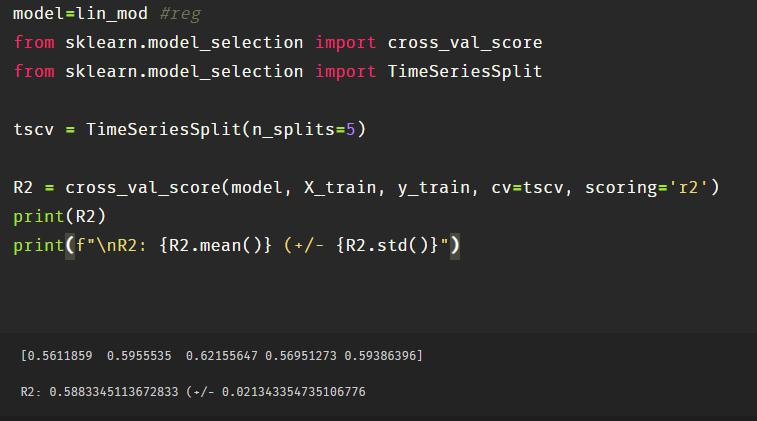 model=lin_mod #reg
from sklearn.model_selection import cross_val_score
from sklearn.model_selection import TimeSeriesSplit
tscv = TimeSeriesSplit(n_splits=5)
R2 = cross_val_score(model, X_train, y_train, cv=tscv, scoring='r2')
print(R2)
print(f"\nR2: {R2.mean()} (+/- {R2.std()}")
[0.5611859  0.5955535  0.62155647 0.56951273 0.59386396]
R2: 0.5883345113672833 (+/- 0.021343354735106776